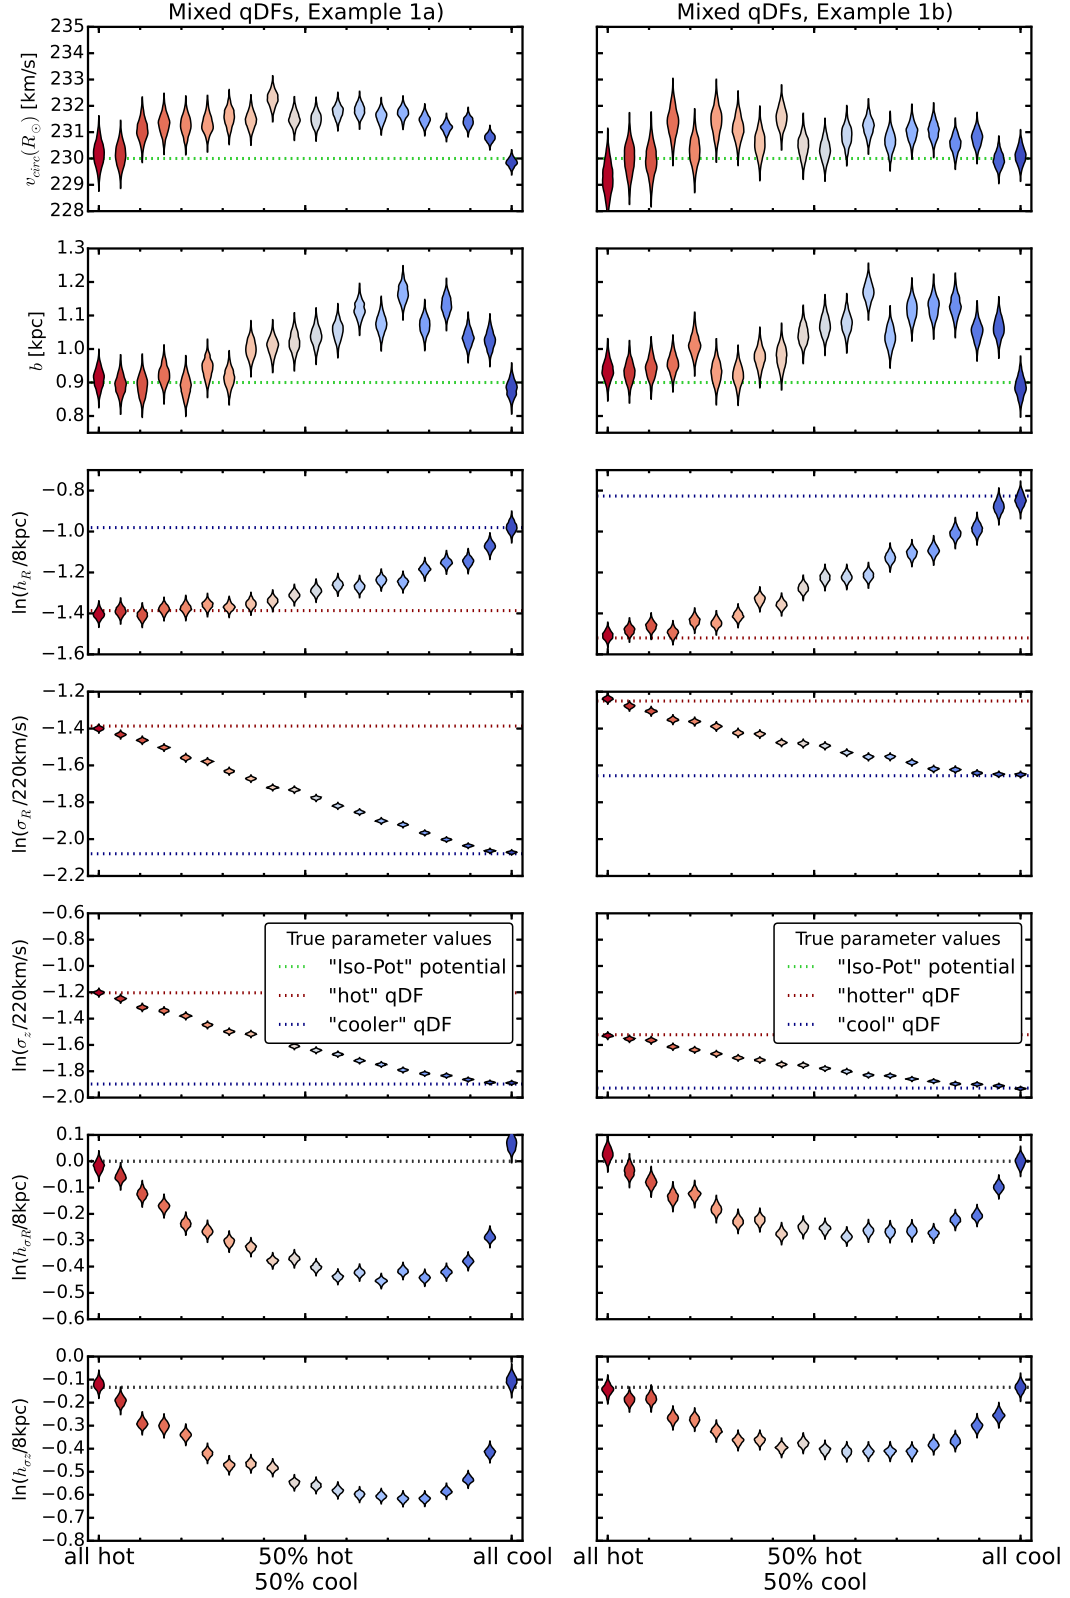 Mixed qDFs, Example 1a)
Mixed qDFs, Example 1b)
v_circ(R_⊙) [km/s]
235
234
233
232
231
230
229
228
b [kpc]
1.3
1.2
1.1
1.0
0.9
0.8
ln(h_R/8kpc)
−0.8
−1.0
−1.2
−1.4
−1.6
ln(σ_R/220km/s)
−1.2
−1.4
−1.6
−1.8
−2.0
−2.2
ln(σ_z/220km/s)
−0.6
−0.8
−1.0
−1.2
−1.4
−1.6
−1.8
−2.0
True parameter values
"Iso-Pot" potential
"hot" qDF
"cooler" qDF
True parameter values
"Iso-Pot" potential
"hotter" qDF
"cool" qDF
ln(h_σR/8kpc)
0.1
0.0
−0.1
−0.2
−0.3
−0.4
−0.5
−0.6
ln(h_σz/8kpc)
0.0
−0.1
−0.2
−0.3
−0.4
−0.5
−0.6
−0.7
−0.8
all hot
50% hot
50% cool
all cool
all hot
50% hot
50% cool
all cool